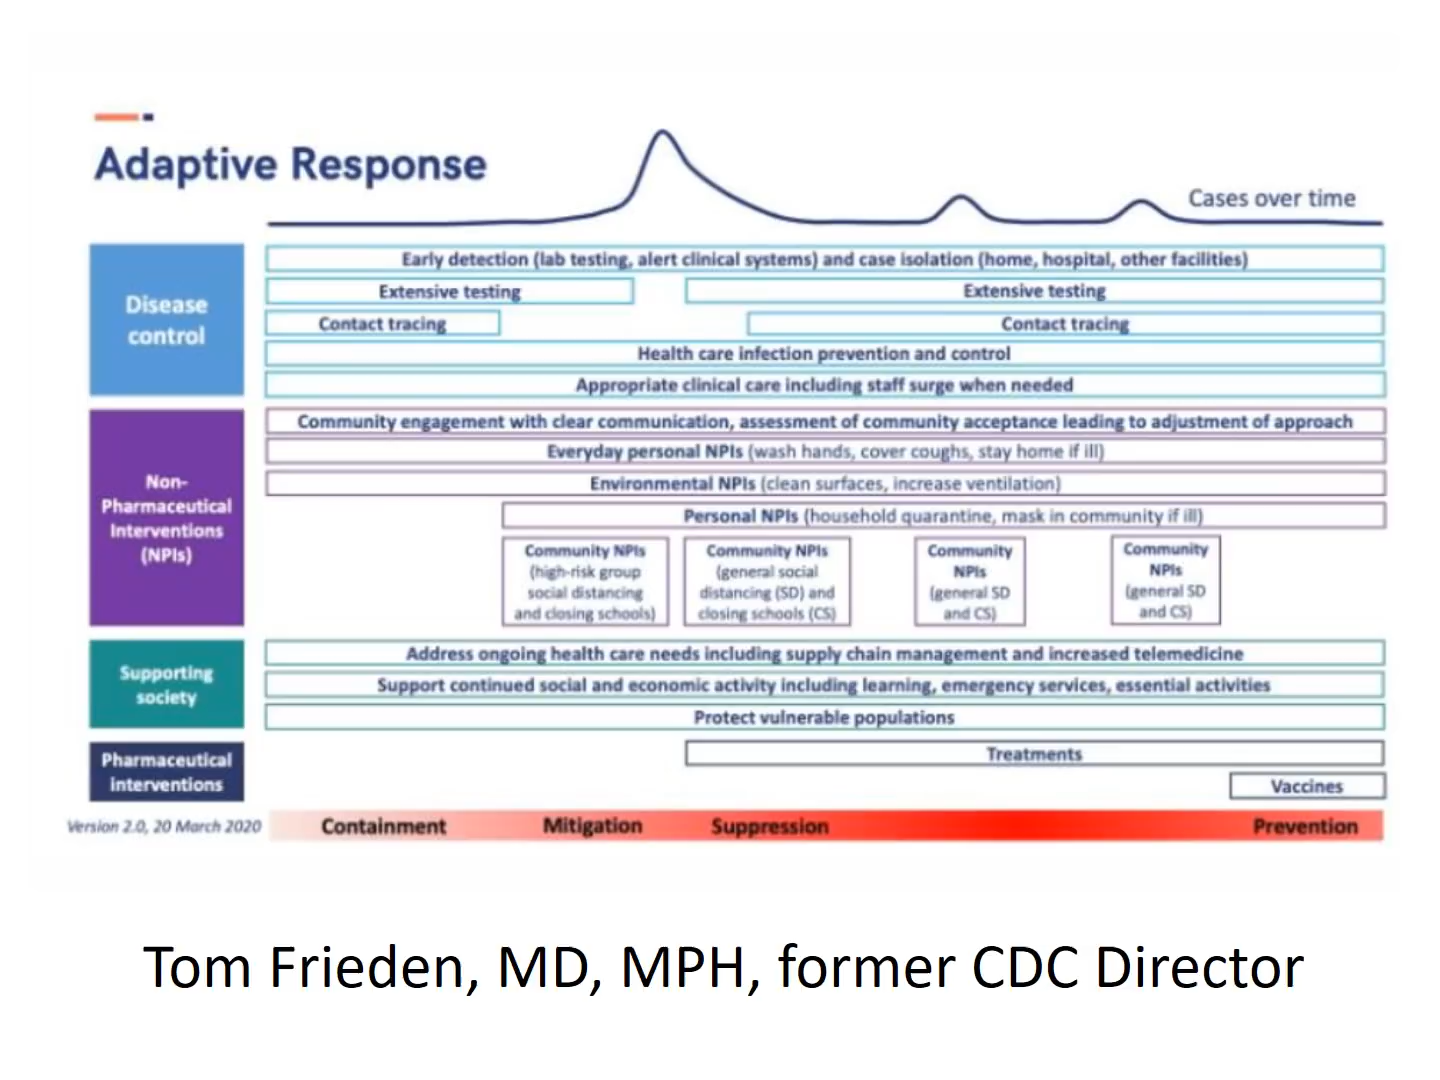 Adaptive Response
Cases over time
Disease
control
Early detection (lab testing, alert clinical systems) and case isolation (home, hospital, other facilities)
Extensive testing
Extensive testing
Contact tracing
Contact tracing
Health care infection prevention and control
Appropriate clinical care including staff surge when needed
Non-
Pharmaceutical
Interventions
(NPIs)
Community engagement with clear communication, assessment of community acceptance leading to adjustment of approach
Everyday personal NPIs (wash hands, cover coughs, stay home if ill)
Environmental NPIs (clean surfaces, increase ventilation)
Personal NPIs (household quarantine, mask in community if ill)
Community NPIs
(high-risk group
social distancing
and closing schools)
Community NPIs
(general social
distancing (SD) and
closing schools (CS)
Community
NPIs
(general SD
and CS)
Community
NPIs
(general SD
and CS)
Supporting
society
Address ongoing health care needs including supply chain management and increased telemedicine
Support continued social and economic activity including learning, emergency services, essential activities
Protect vulnerable populations
Pharmaceutical
interventions
Treatments
Vaccines
Version 2.0, 20 March 2020
Containment
Mitigation
Suppression
Prevention
Tom Frieden, MD, MPH, former CDC Director